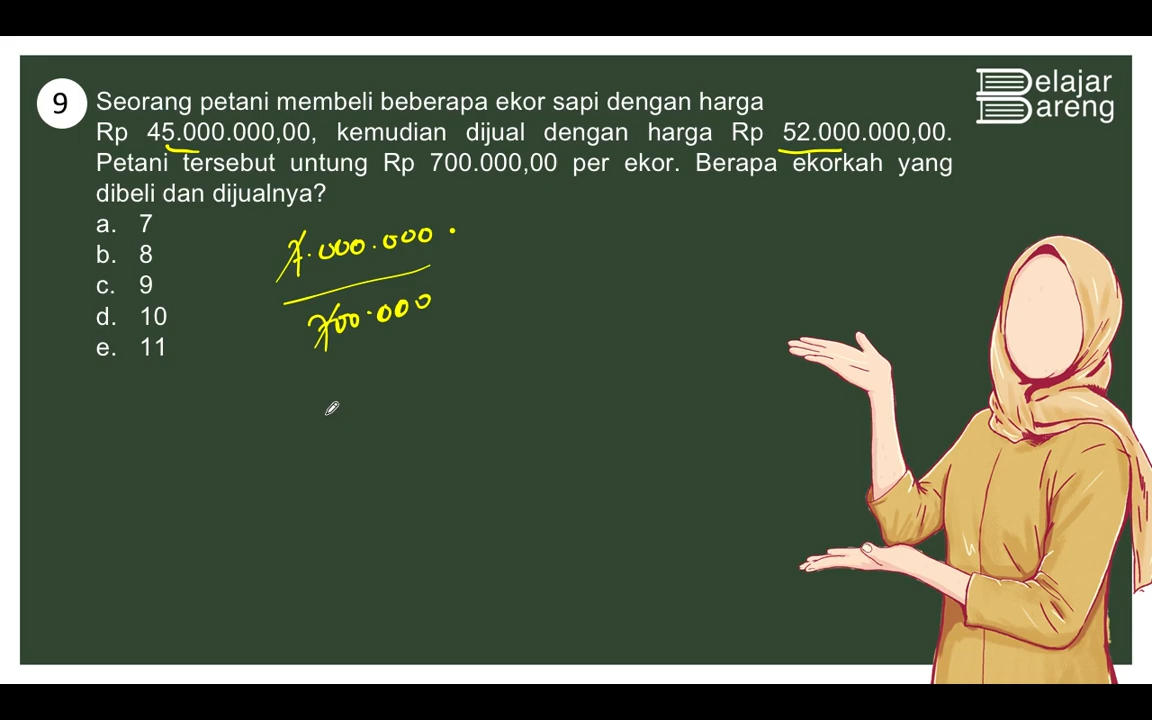 Belajar
Bareng
9
Seorang petani membeli beberapa ekor sapi dengan harga
Rp 45.000.000,00, kemudian dijual dengan harga Rp 52.000.000,00.
Petani tersebut untung Rp 700.000,00 per ekor. Berapa ekorkah yang
dibeli dan dijualnya?
a. 7
b. 8
c. 9
d. 10
e. 11
7.000.000
700.000